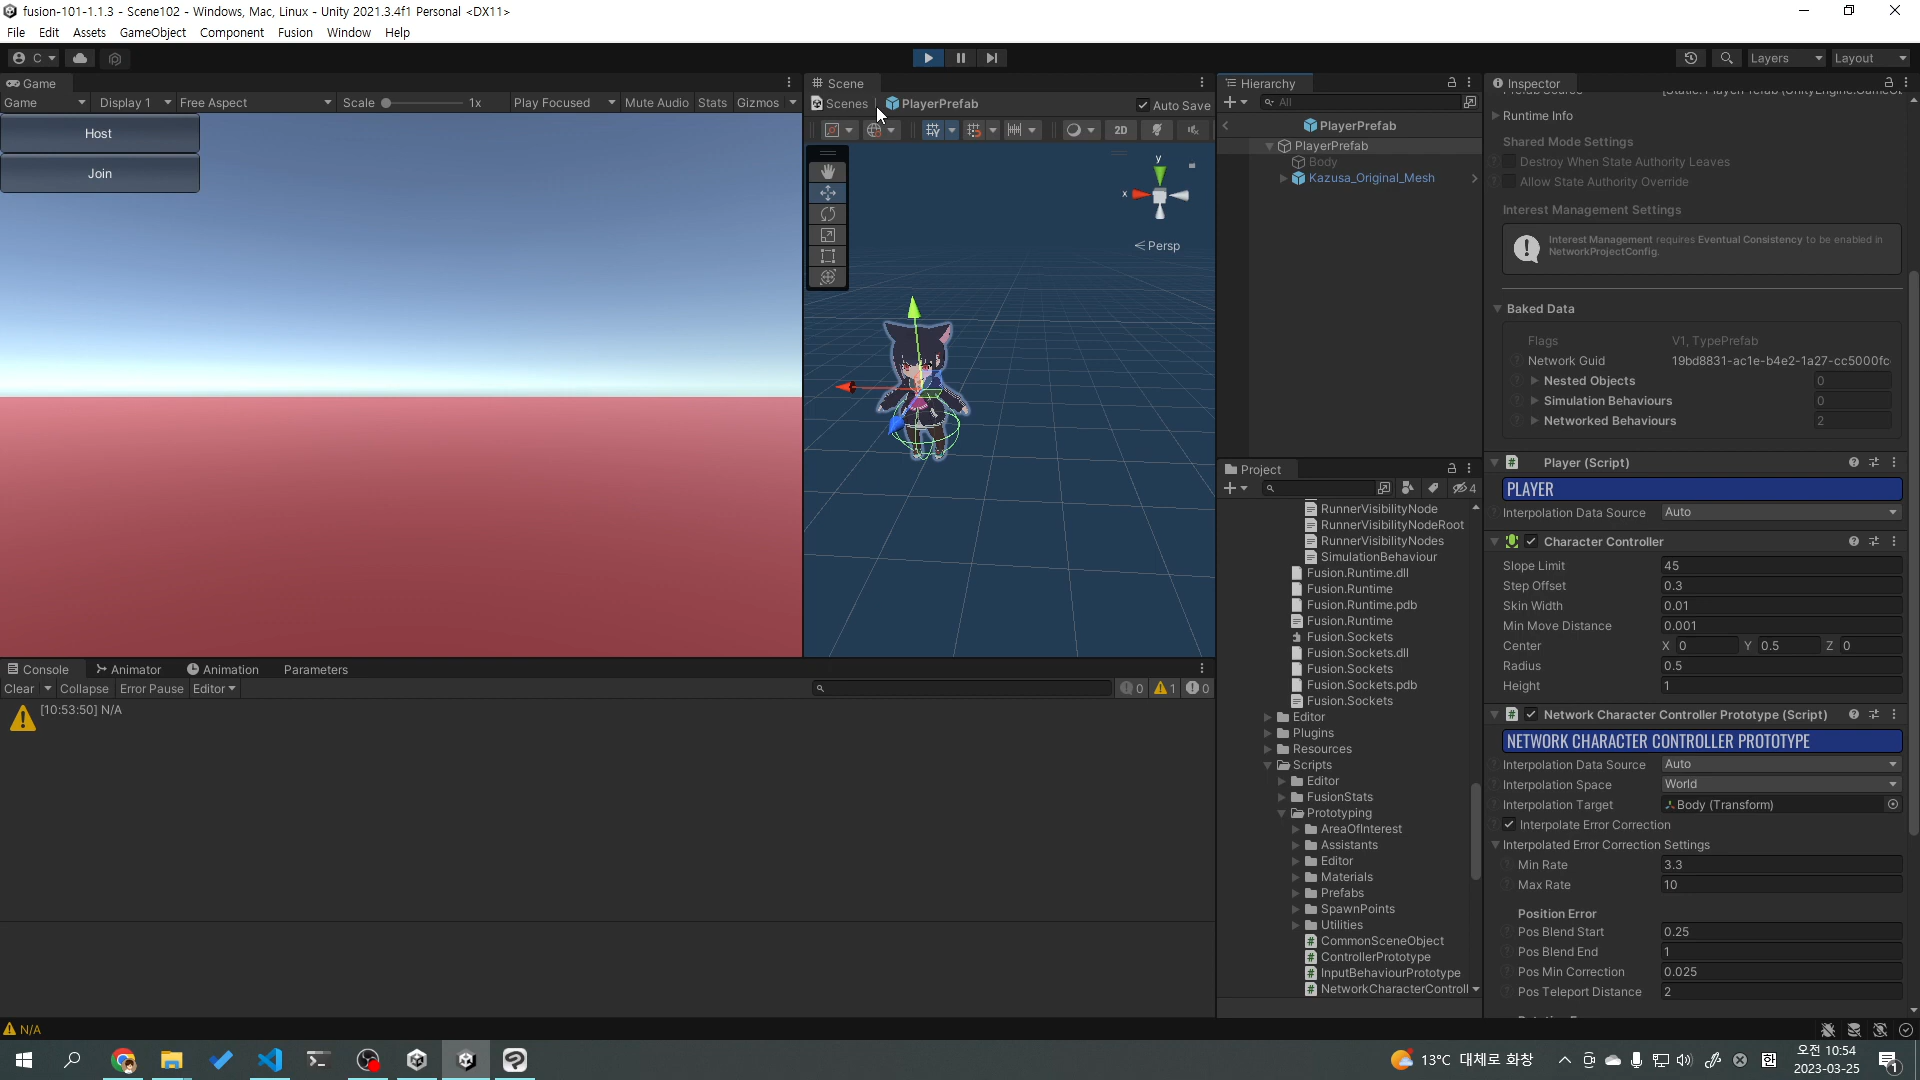 fusion-101-1.1.3 - Scene102 - Windows, Mac, Linux - Unity 2021.3.4f1 Personal <DX11>
File Edit Assets GameObject Component Fusion Window Help
C Layers Layout
Game
Game Display 1 Free Aspect Scale 1x Play Focused Mute Audio Stats Gizmos
Host
Join
Scene
Scenes PlayerPrefab Auto Save
2D
y
x
Persp
Console Animator Animation Parameters
Clear Collapse Error Pause Editor 0 1 0
[10:53:50] N/A
Hierarchy
All
PlayerPrefab
PlayerPrefab
Body
Kazusa_Original_Mesh
Project
4
RunnerVisibilityNode
RunnerVisibilityNodeRoot
RunnerVisibilityNodes
SimulationBehaviour
Fusion.Runtime.dll
Fusion.Runtime
Fusion.Runtime.pdb
Fusion.Runtime
Fusion.Sockets
Fusion.Sockets.dll
Fusion.Sockets
Fusion.Sockets.pdb
Fusion.Sockets
Editor
Plugins
Resources
Scripts
Editor
FusionStats
Prototyping
AreaOfInterest
Assistants
Editor
Materials
Prefabs
SpawnPoints
Utilities
CommonSceneObject
ControllerPrototype
InputBehaviourPrototype
NetworkCharacterControll
Inspector
Runtime Info
Shared Mode Settings
Destroy When State Authority Leaves
Allow State Authority Override
Interest Management Settings
Interest Management requires Eventual Consistency to be enabled in
NetworkProjectConfig.
Baked Data
Flags V1, TypePrefab
Network Guid 19bd8831-ac1e-b4e2-1a27-cc5000fc
Nested Objects 0
Simulation Behaviours 0
Networked Behaviours 2
Player (Script)
PLAYER
Interpolation Data Source Auto
Character Controller
Slope Limit 45
Step Offset 0.3
Skin Width 0.01
Min Move Distance 0.001
Center X 0 Y 0.5 Z 0
Radius 0.5
Height 1
Network Character Controller Prototype (Script)
NETWORK CHARACTER CONTROLLER PROTOTYPE
Interpolation Data Source Auto
Interpolation Space World
Interpolation Target Body (Transform)
Interpolate Error Correction
Interpolated Error Correction Settings
Min Rate 3.3
Max Rate 10
Position Error
Pos Blend Start 0.25
Pos Blend End 1
Pos Min Correction 0.025
Pos Teleport Distance 2
N/A
13°C 대체로 화창
오전 10:54
2023-03-25
1